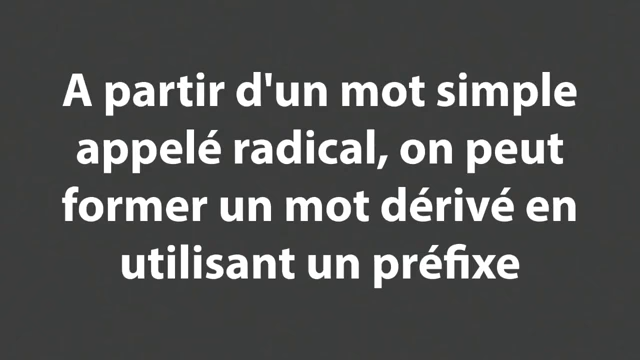 A partir d'un mot simple
appelé radical, on peut
former un mot dérivé en
utilisant un préfixe